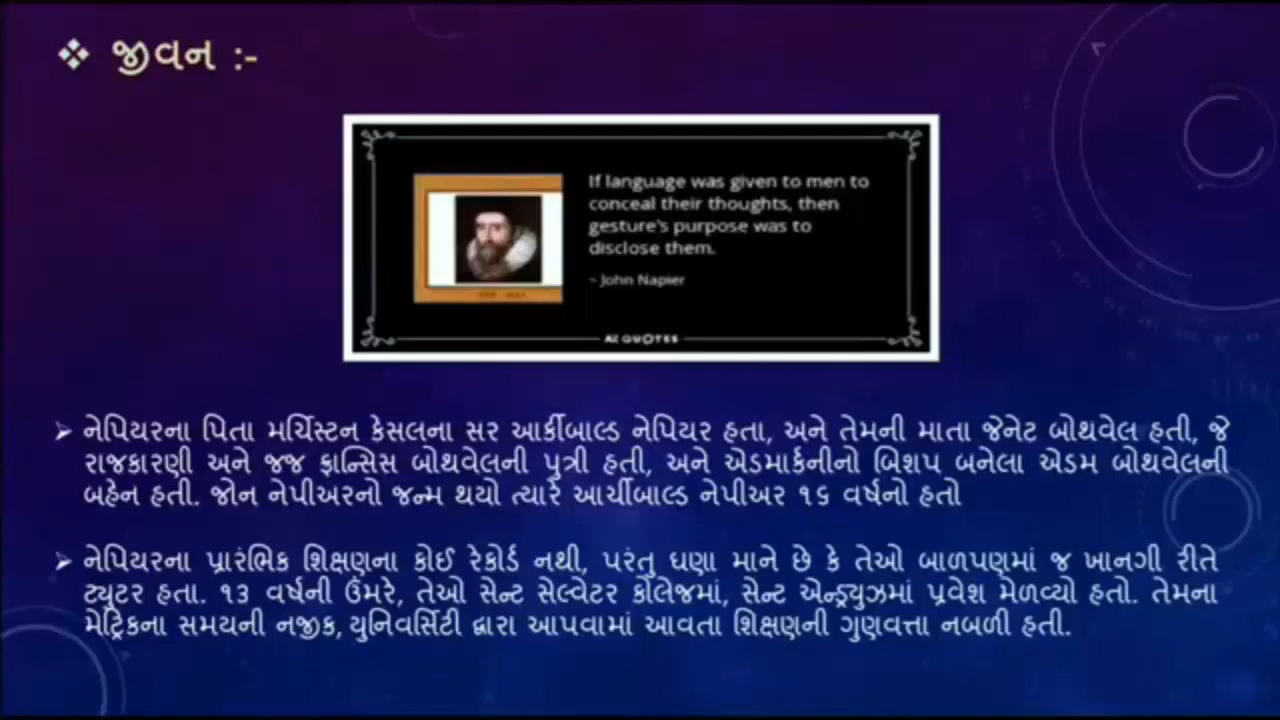 ❖ જીવન :-
If language was given to men to
conceal their thoughts, then
gesture's purpose was to
disclose them.
~ John Napier
AZ QUOTES
➢ નેપિયરના પિતા મર્ચિસ્ટન કેસલના સર આર્કીબાલ્ડ નેપિયર હતા, અને તેમની માતા જેનેટ બોથવેલ હતી, જે
રાજકારણી અને જજ ફ્રાન્સિસ બોથવેલની પુત્રી હતી, અને એડમાર્કનીનો બિશપ બનેલા એડમ બોથવેલની
બહેન હતી. જોન નેપીઅરનો જન્મ થયો ત્યારે આર્ચીબાલ્ડ નેપીઅર ૧૬ વર્ષનો હતો
➢ નેપિયરના પ્રારંભિક શિક્ષણના કોઈ રેકોર્ડ નથી, પરંતુ ઘણા માને છે કે તેઓ બાળપણમાં જ ખાનગી રીતે
ટ્યુટર હતા. ૧૩ વર્ષની ઉંમરે, તેઓ સેન્ટ સેલ્વેટર કોલેજમાં, સેન્ટ એન્ડ્ર્યુઝમાં પ્રવેશ મેળવ્યો હતો. તેમના
મેટ્રિકના સમયની નજીક, યુનિવર્સિટી દ્વારા આપવામાં આવતા શિક્ષણની ગુણવત્તા નબળી હતી.